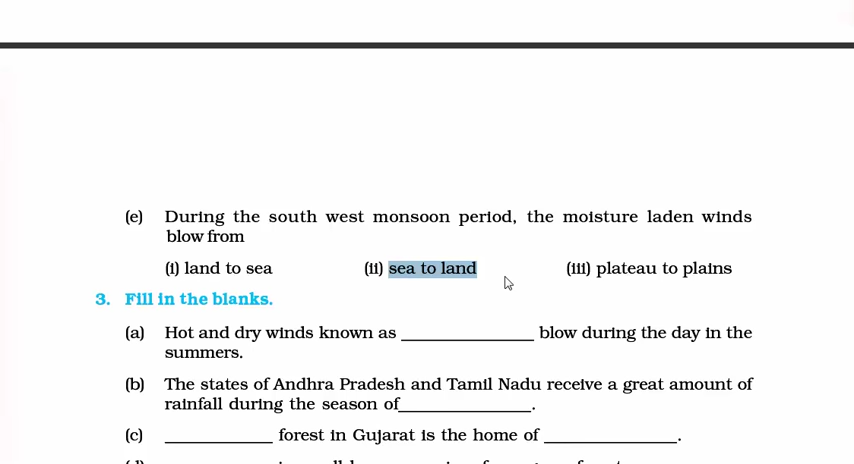 (e) During the south west monsoon period, the moisture laden winds
blow from
(i) land to sea (ii) sea to land (iii) plateau to plains
3. Fill in the blanks.
(a) Hot and dry winds known as ______________ blow during the day in the
summers.
(b) The states of Andhra Pradesh and Tamil Nadu receive a great amount of
rainfall during the season of______________.
(c) ____________ forest in Gujarat is the home of ______________.